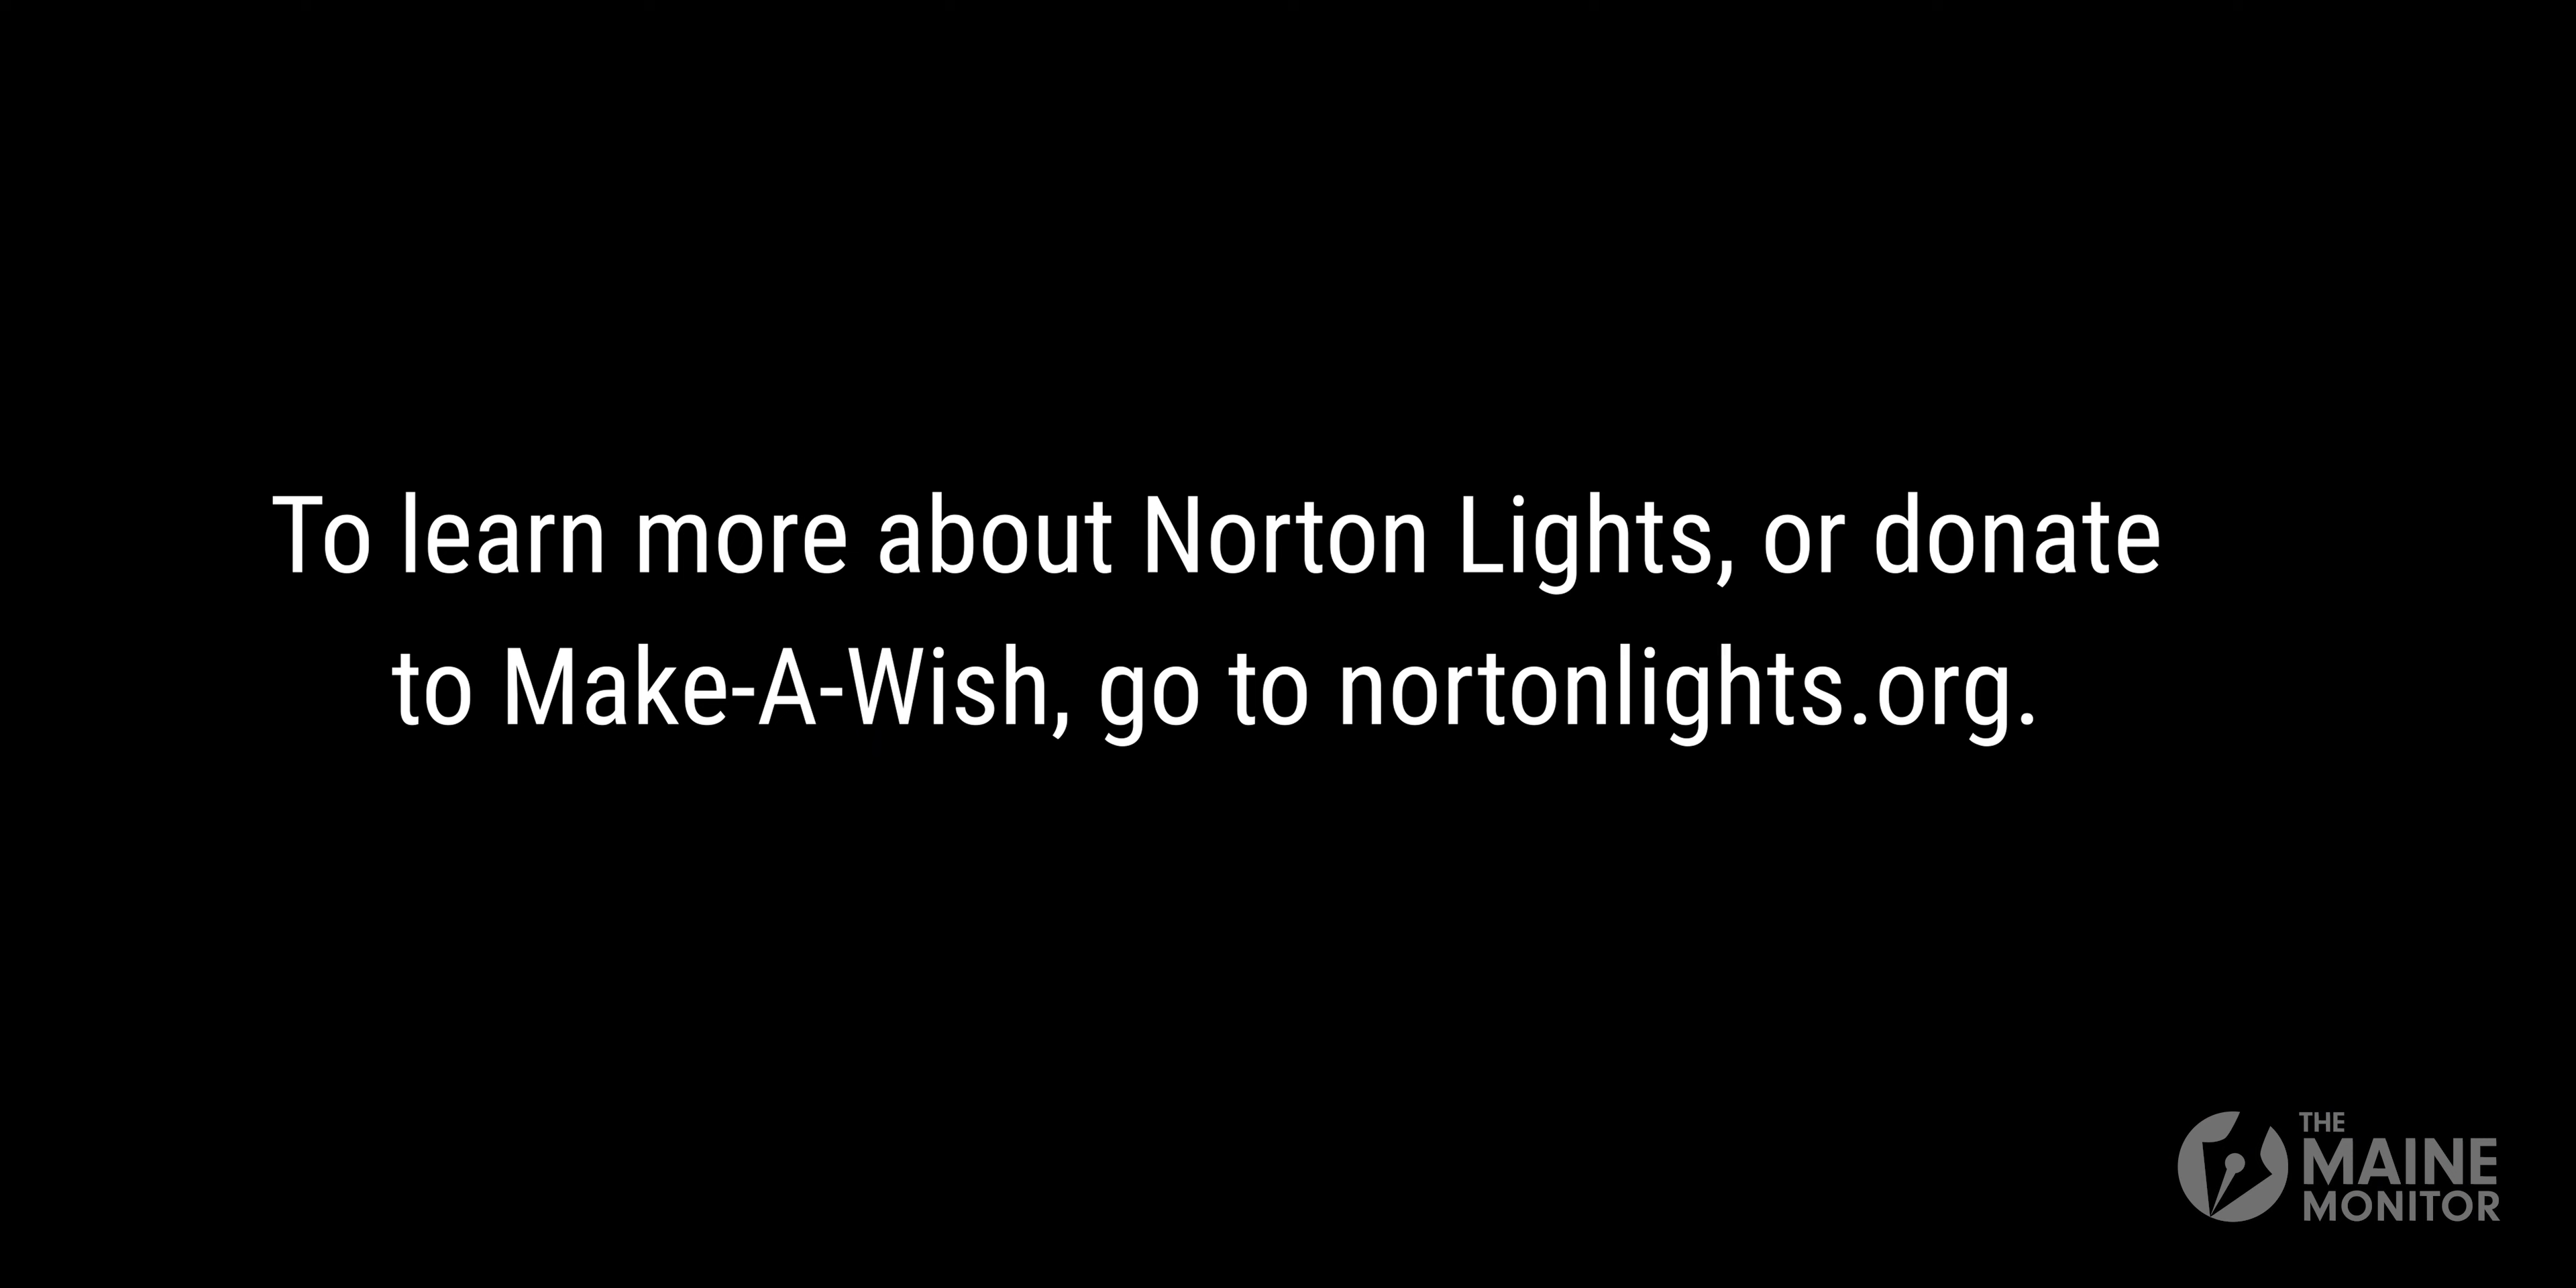 To learn more about Norton Lights, or donate
to Make-A-Wish, go to nortonlights.org.
THE
MAINE
MONITOR